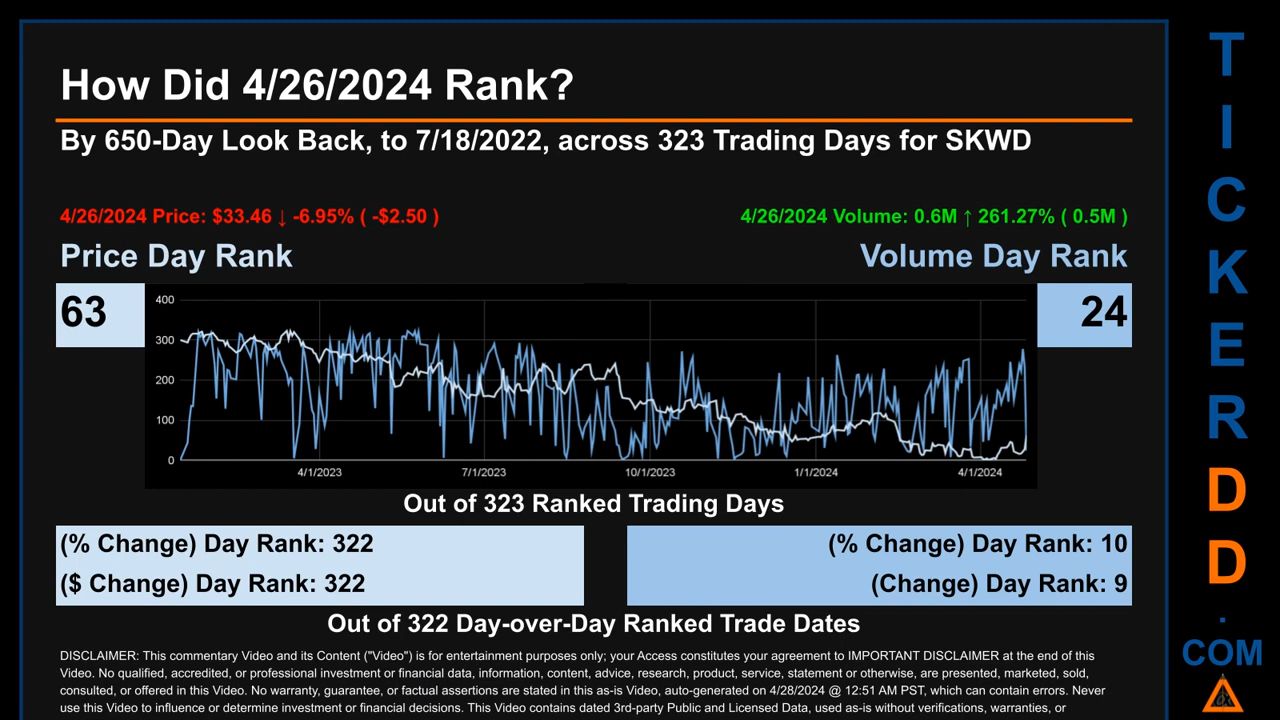 How Did 4/26/2024 Rank?
By 650-Day Look Back, to 7/18/2022, across 323 Trading Days for SKWD
4/26/2024 Price: $33.46 ↓ -6.95% ( -$2.50 )
4/26/2024 Volume: 0.6M ↑ 261.27% ( 0.5M )
Price Day Rank
Volume Day Rank
63
24
400
300
200
100
0
4/1/2023
7/1/2023
10/1/2023
1/1/2024
4/1/2024
Out of 323 Ranked Trading Days
(% Change) Day Rank: 322
($ Change) Day Rank: 322
(% Change) Day Rank: 10
(Change) Day Rank: 9
Out of 322 Day-over-Day Ranked Trade Dates
DISCLAIMER: This commentary Video and its Content ("Video") is for entertainment purposes only; your Access constitutes your agreement to IMPORTANT DISCLAIMER at the end of this
Video. No qualified, accredited, or professional investment or financial data, information, content, advice, research, product, service, statement or otherwise, are presented, marketed, sold,
consulted, or offered in this Video. No warranty, guarantee, or factual assertions are stated in this as-is Video, auto-generated on 4/28/2024 @ 12:51 AM PST, which can contain errors. Never
use this Video to influence or determine investment or financial decisions. This Video contains dated 3rd-party Public and Licensed Data, used as-is without verifications, warranties, or
T
I
C
K
E
R
D
D
.
COM